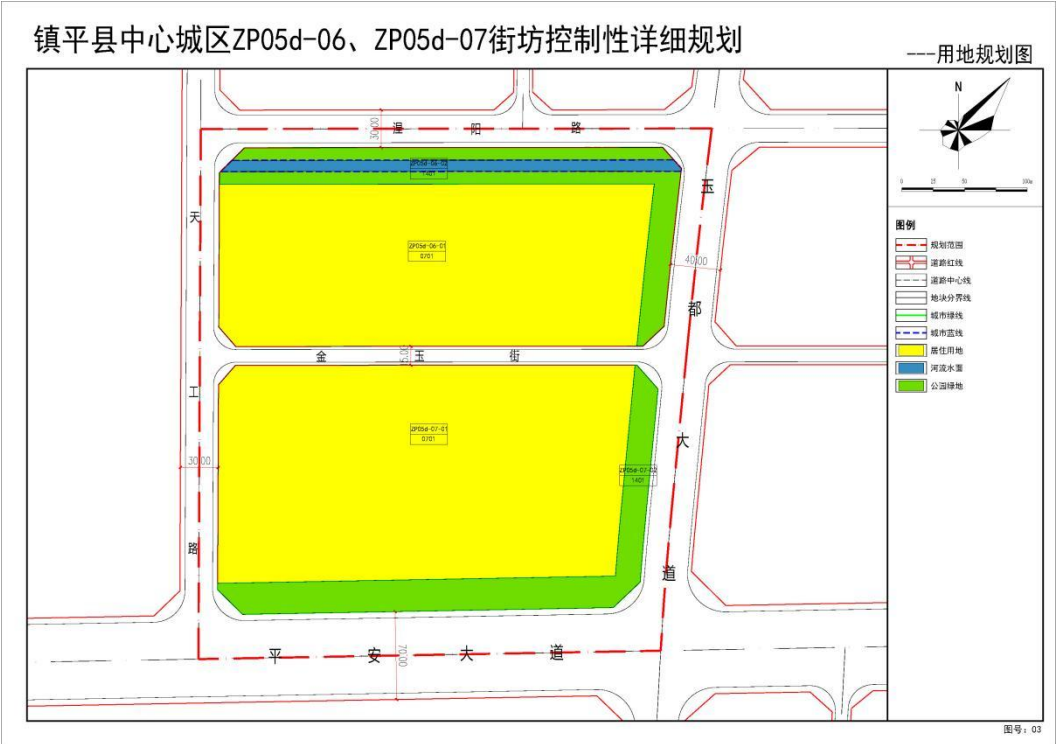 镇平县中心城区ZP05d-06、ZP05d-07街坊控制性详细规划
---用地规划图
N
0 25 50 100m
图例
规划范围
道路红线
道路中心线
地块分界线
城市绿线
城市蓝线
居住用地
河流水面
公园绿地
30.00
阳路
ZP05d-06-02
1401
玉都大道
天工路
ZP05d-06-01
0701
40.00
金玉街
15.00
ZP05d-07-01
0701
30.00
ZP05d-07-02
1401
平安大道
70.00
图号:03